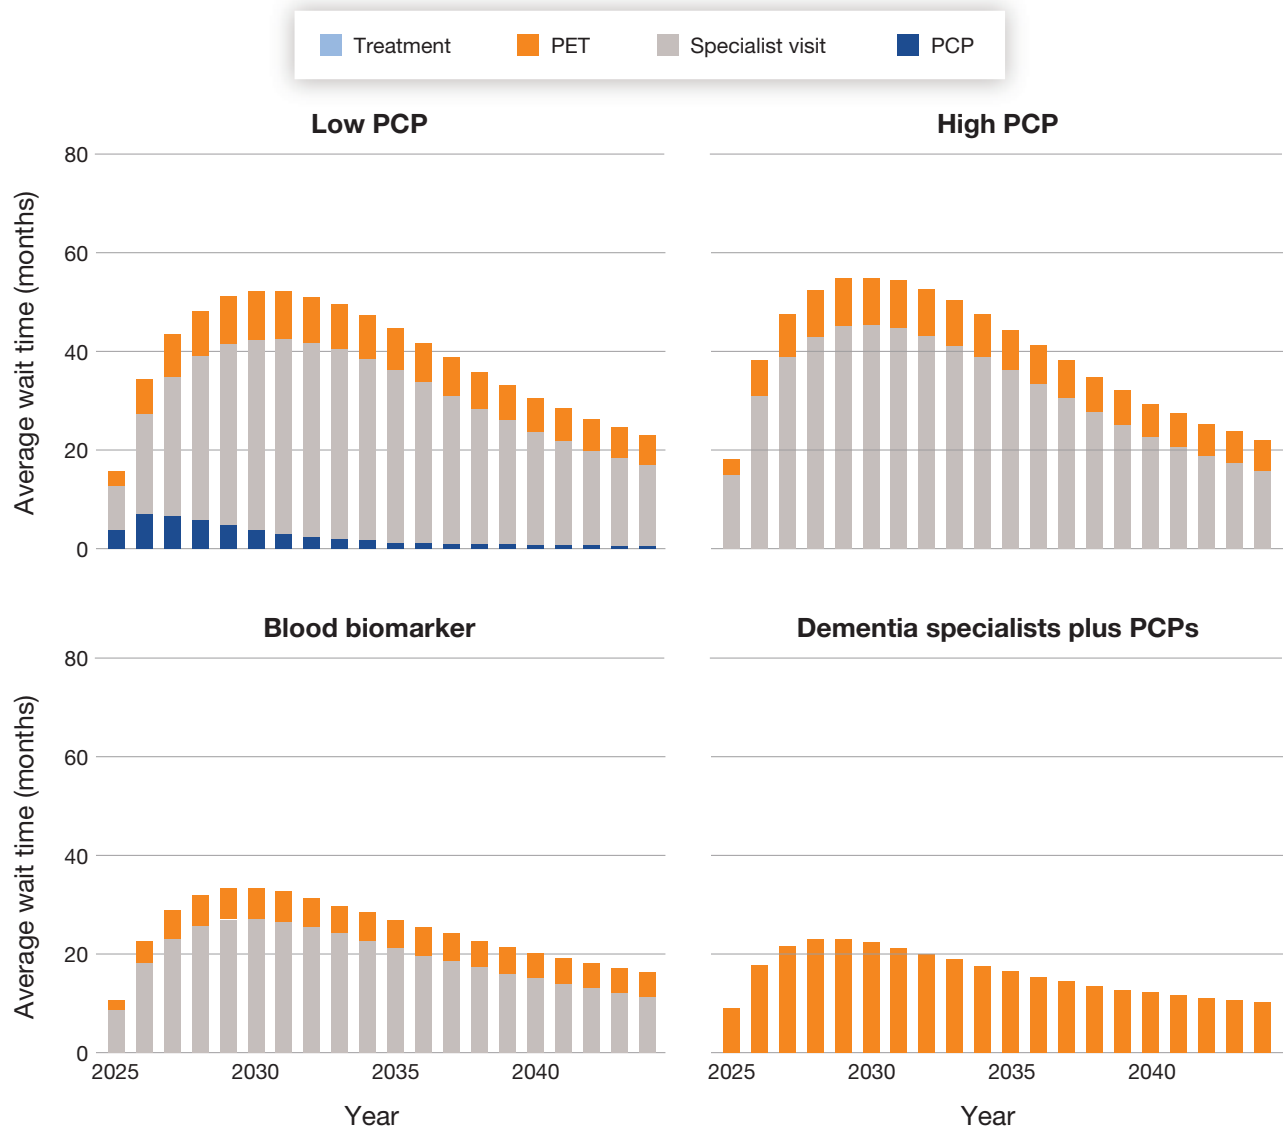 Treatment PET Specialist visit PCP
Low PCP
High PCP
Average wait time (months)
80
60
40
20
0
Blood biomarker
Dementia specialists plus PCPs
Average wait time (months)
80
60
40
20
0
2025 2030 2035 2040
2025 2030 2035 2040
Year
Year